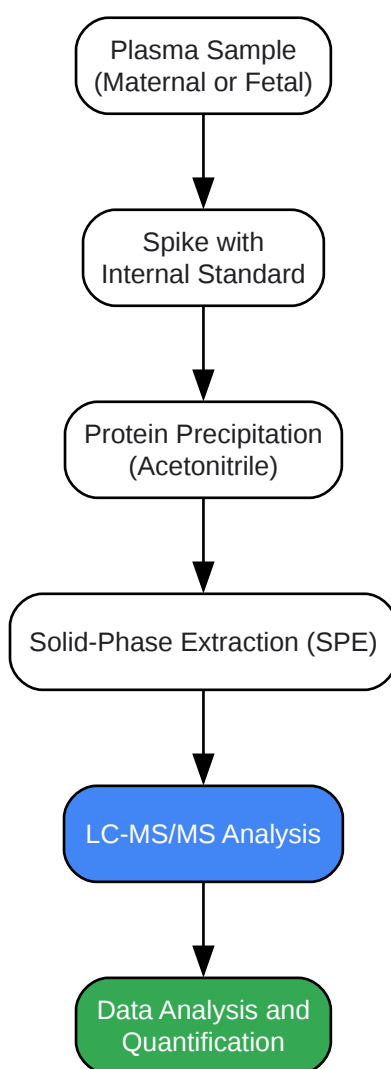 Plasma Sample
(Maternal or Fetal)
Spike with
Internal Standard
Protein Precipitation
(Acetonitrile)
Solid-Phase Extraction (SPE)
LC-MS/MS Analysis
Data Analysis and
Quantification